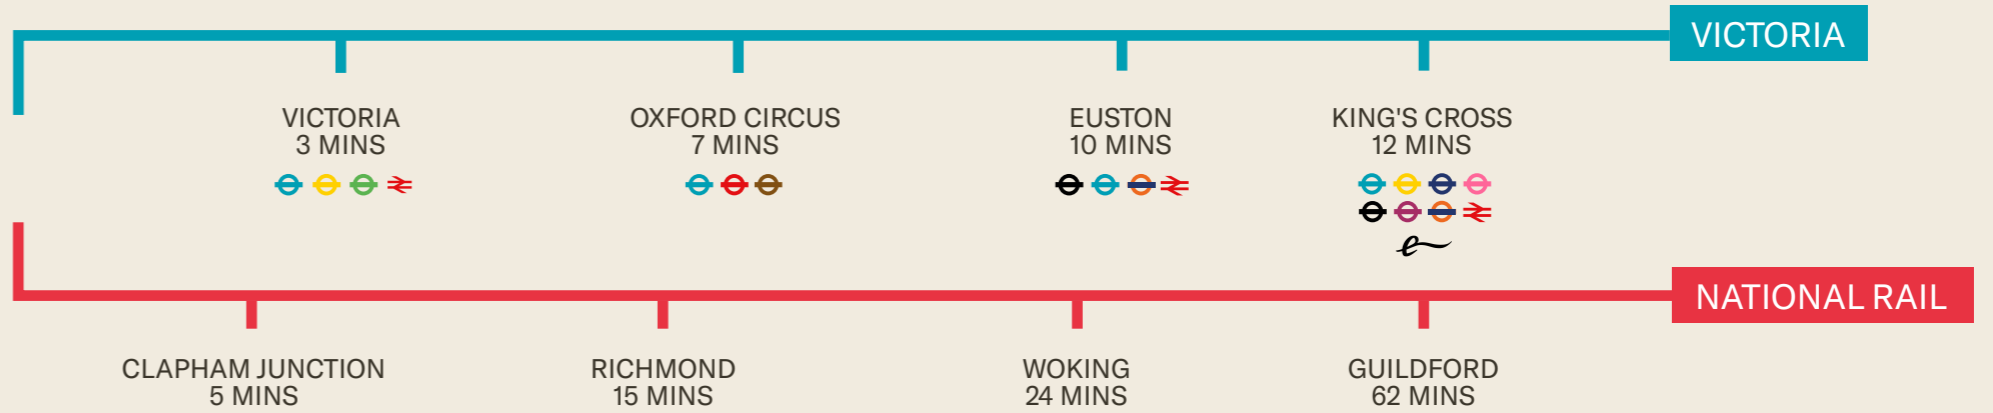 VICTORIA
VICTORIA
3 MINS
OXFORD CIRCUS
7 MINS
EUSTON
10 MINS
KING'S CROSS
12 MINS
e
NATIONAL RAIL
CLAPHAM JUNCTION
5 MINS
RICHMOND
15 MINS
WOKING
24 MINS
GUILDFORD
62 MINS